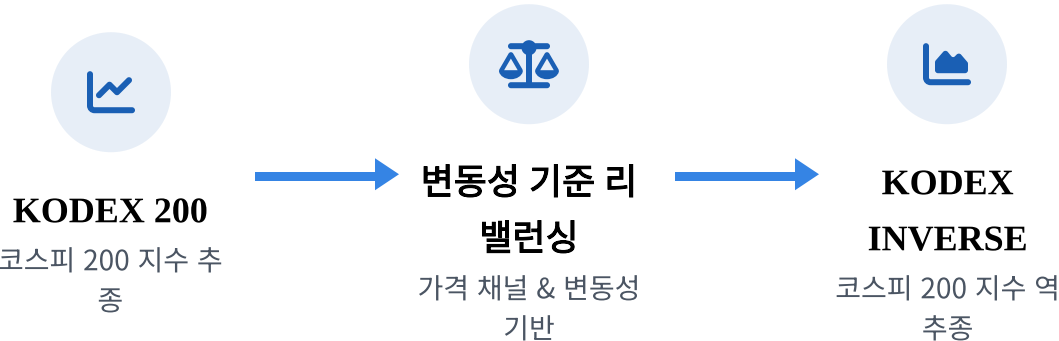 KODEX 200
코스피 200 지수 추
종
변동성 기준 리
밸런싱
가격 채널 & 변동성
기반
KODEX
INVERSE
코스피 200 지수 역
추종